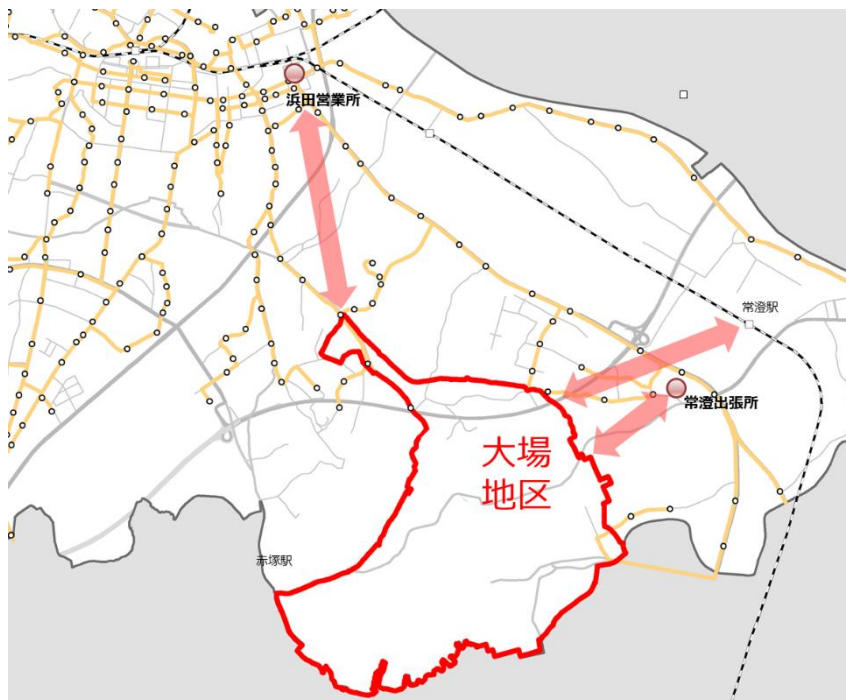 浜田営業所
常澄駅
常澄出張所
大場
地区
赤塚駅